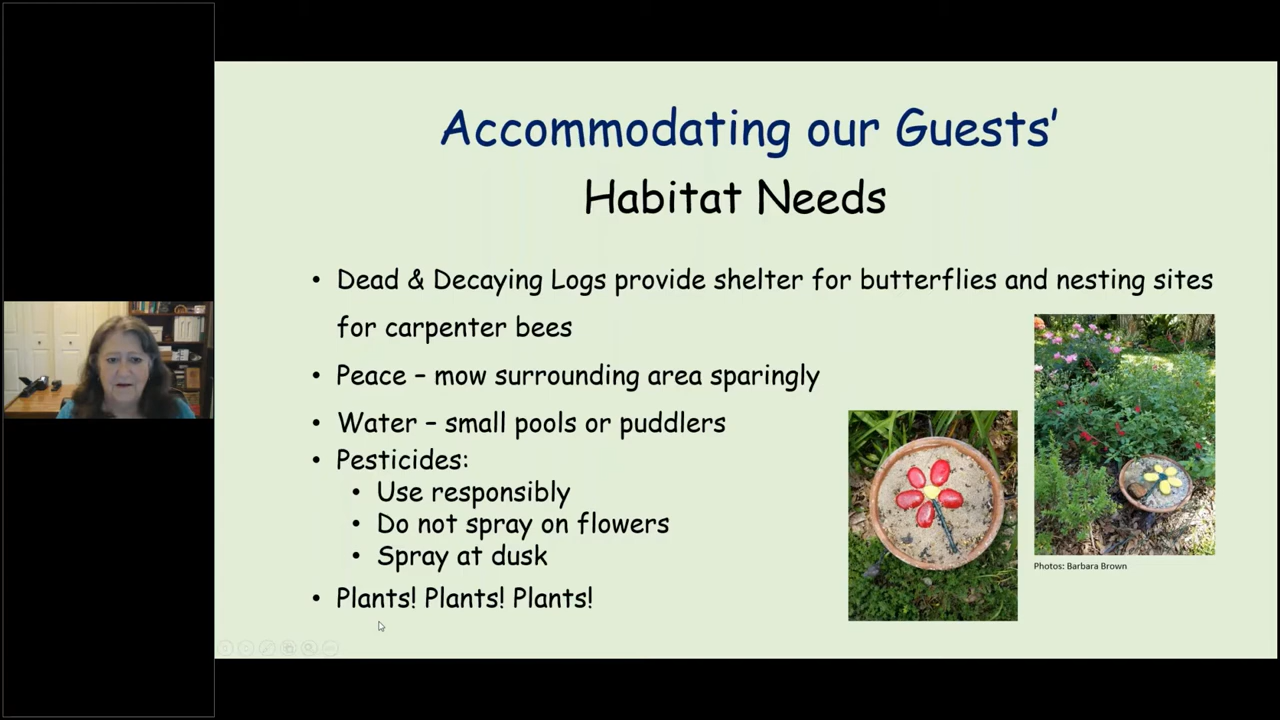 Accommodating our Guests'
Habitat Needs
• Dead & Decaying Logs provide shelter for butterflies and nesting sites
for carpenter bees
• Peace – mow surrounding area sparingly
• Water – small pools or puddlers
• Pesticides:
• Use responsibly
• Do not spray on flowers
• Spray at dusk
• Plants! Plants! Plants!
Photos: Barbara Brown